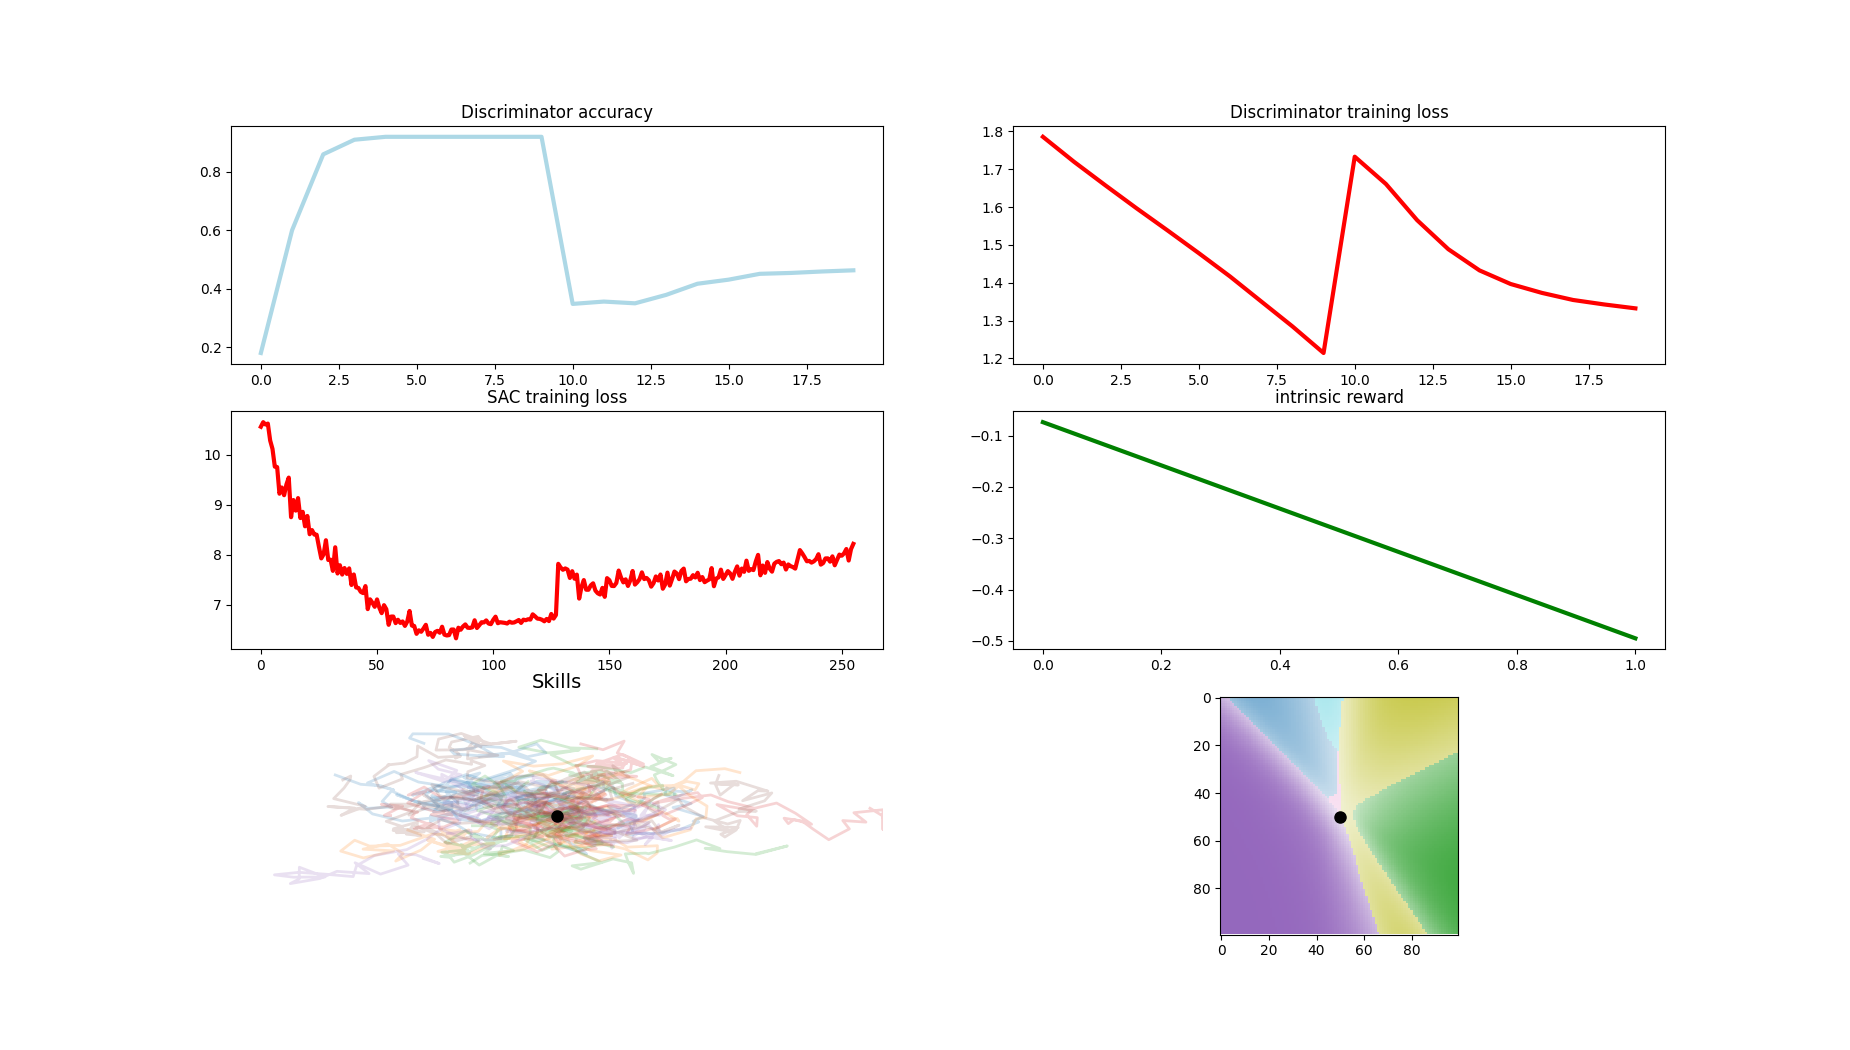 Discriminator accuracy
0.8
0.6
0.4
0.2
0.0 2.5 5.0 7.5 10.0 12.5 15.0 17.5
Discriminator training loss
1.8
1.7
1.6
1.5
1.4
1.3
1.2
0.0 2.5 5.0 7.5 10.0 12.5 15.0 17.5
SAC training loss
10
9
8
7
0 50 100 150 200 250
intrinsic reward
−0.1
−0.2
−0.3
−0.4
−0.5
0.0 0.2 0.4 0.6 0.8 1.0
Skills
0
20
40
60
80
0 20 40 60 80